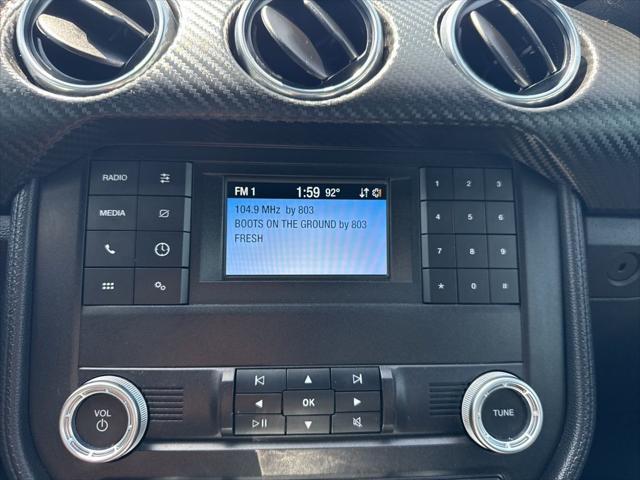 FM 1 1:59 92°
104.9 MHz by 803
BOOTS ON THE GROUND by 803
FRESH
RADIO
MEDIA
1 2 3
4 5 6
7 8 9
* 0 #
OK
VOL
TUNE